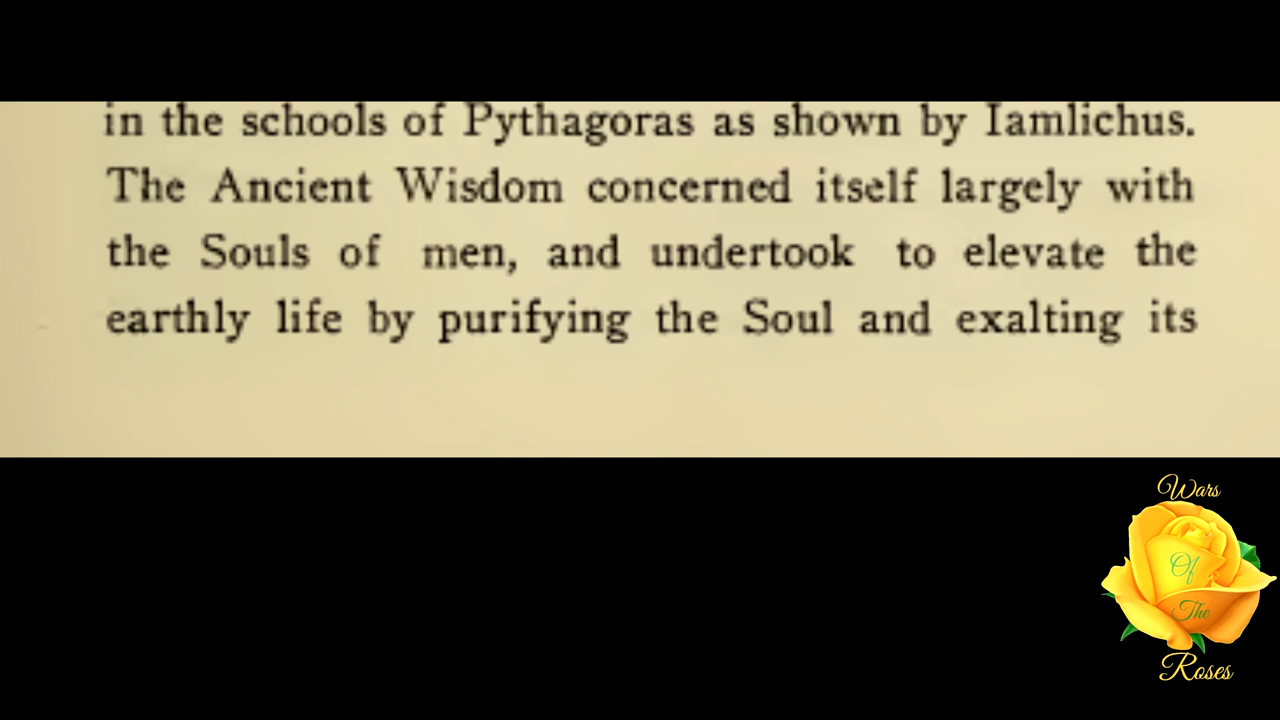 in the schools of Pythagoras as shown by Iamlichus.
The Ancient Wisdom concerned itself largely with
the Souls of men, and undertook to elevate the
earthly life by purifying the Soul and exalting its
Wars
Of
The
Roses